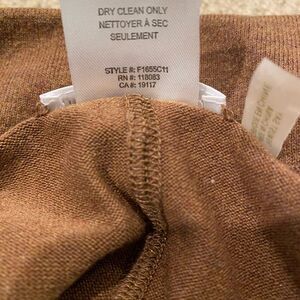 DRY CLEAN ONLY
NETTOYER À SEC
SEULEMENT
STYLE #: F1655C11
RN #: 118083
CA #: 19117